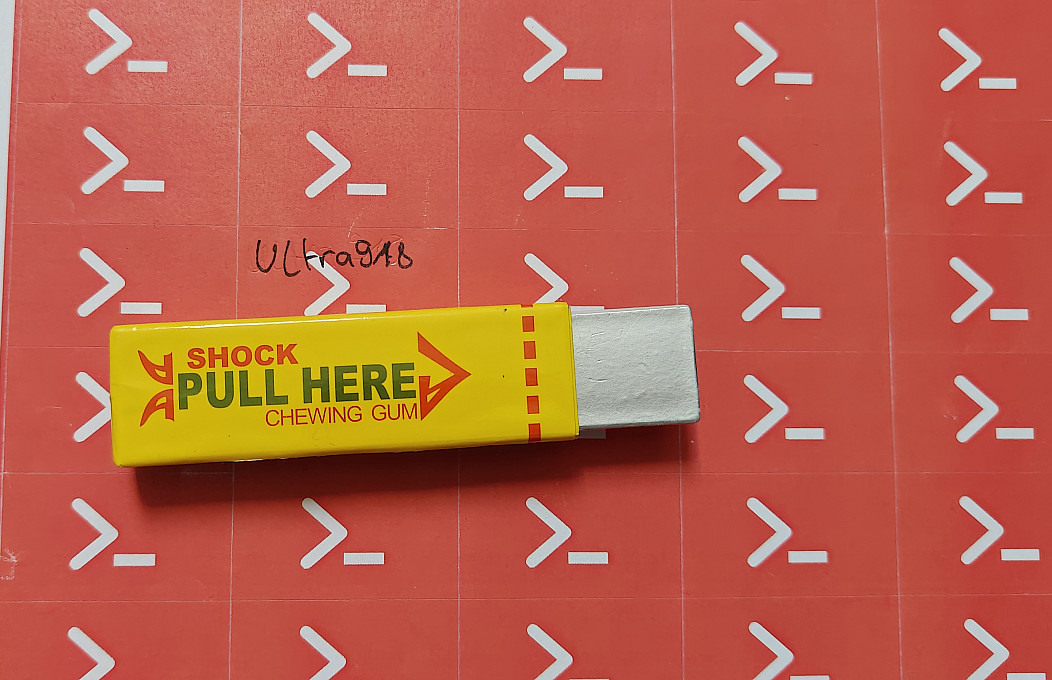 Ultra918
SHOCK
PULL HERE
CHEWING GUM